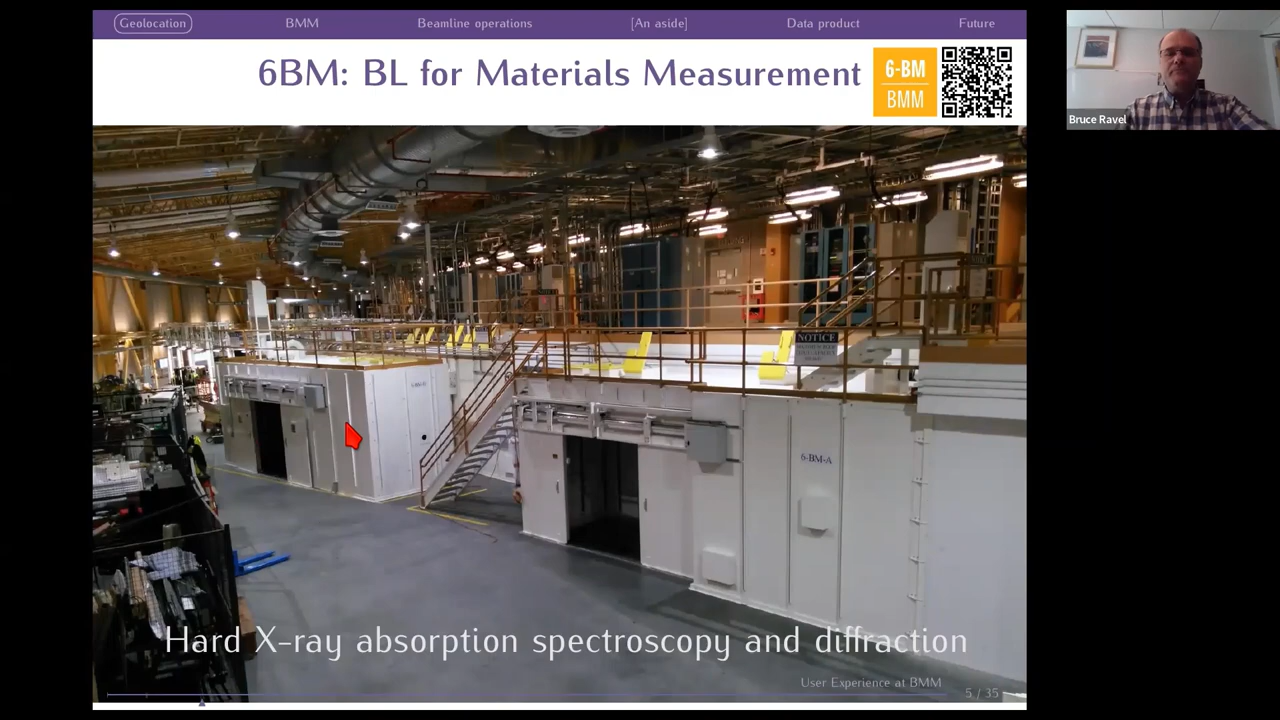 Geolocation BMM Beamline operations [An aside] Data product Future
6BM: BL for Materials Measurement
6-BM
BMM
Bruce Ravel
NOTICE
6-BM-A
Hard X-ray absorption spectroscopy and diffraction
User Experience at BMM
5 / 35